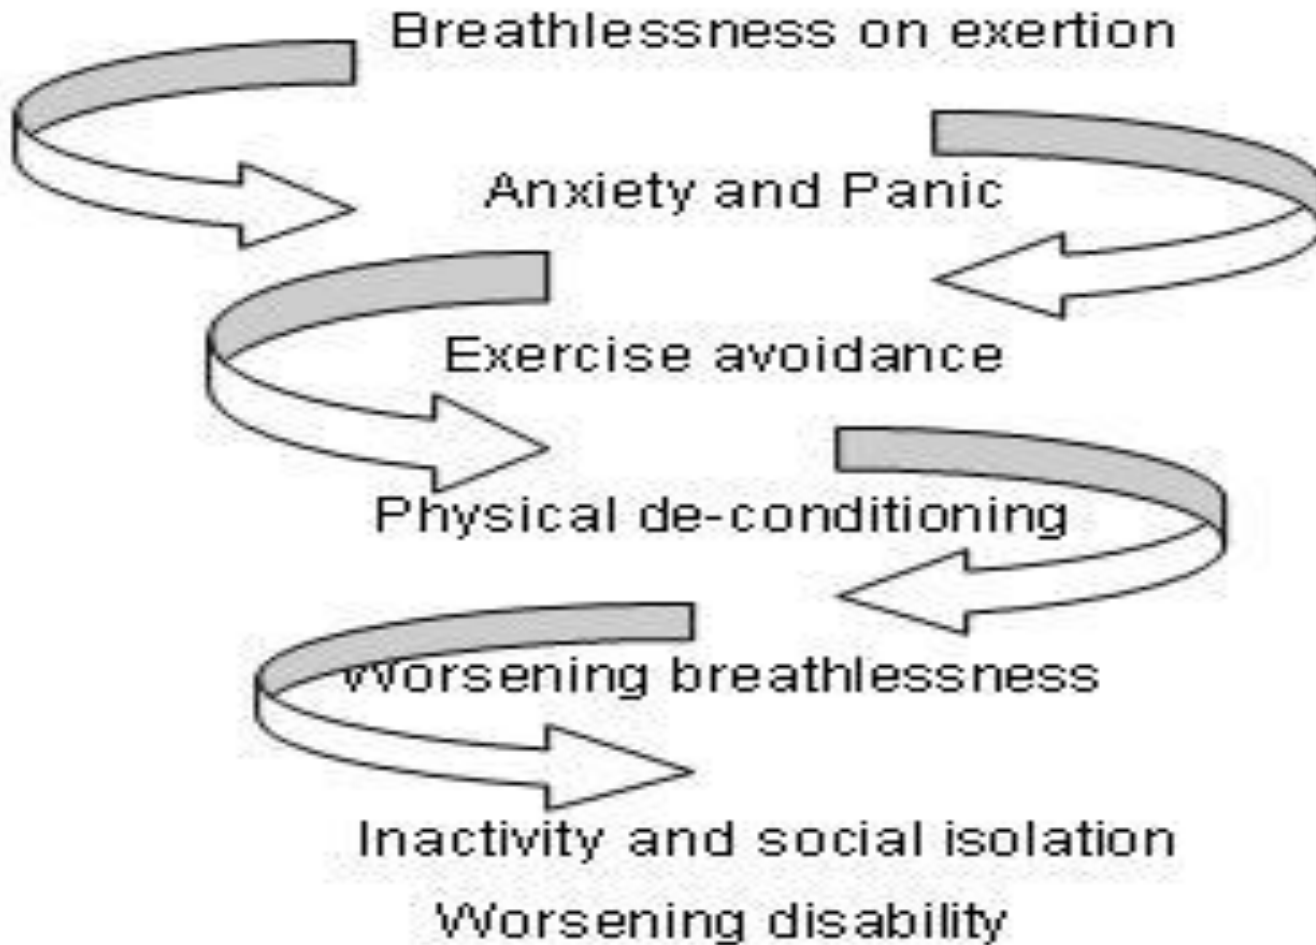 Breathlessness on exertion
Anxiety and Panic
Exercise avoidance
Physical de-conditioning
Worsening breathlessness
Inactivity and social isolation
Worsening disability